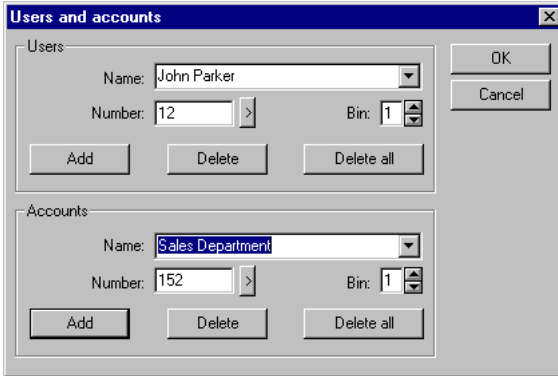 Users and accounts
Users
OK
Name: John Parker
Cancel
Number: 12 > Bin: 1
Add Delete Delete all
Accounts
Name: Sales Department
Number: 152 > Bin: 1
Add Delete Delete all